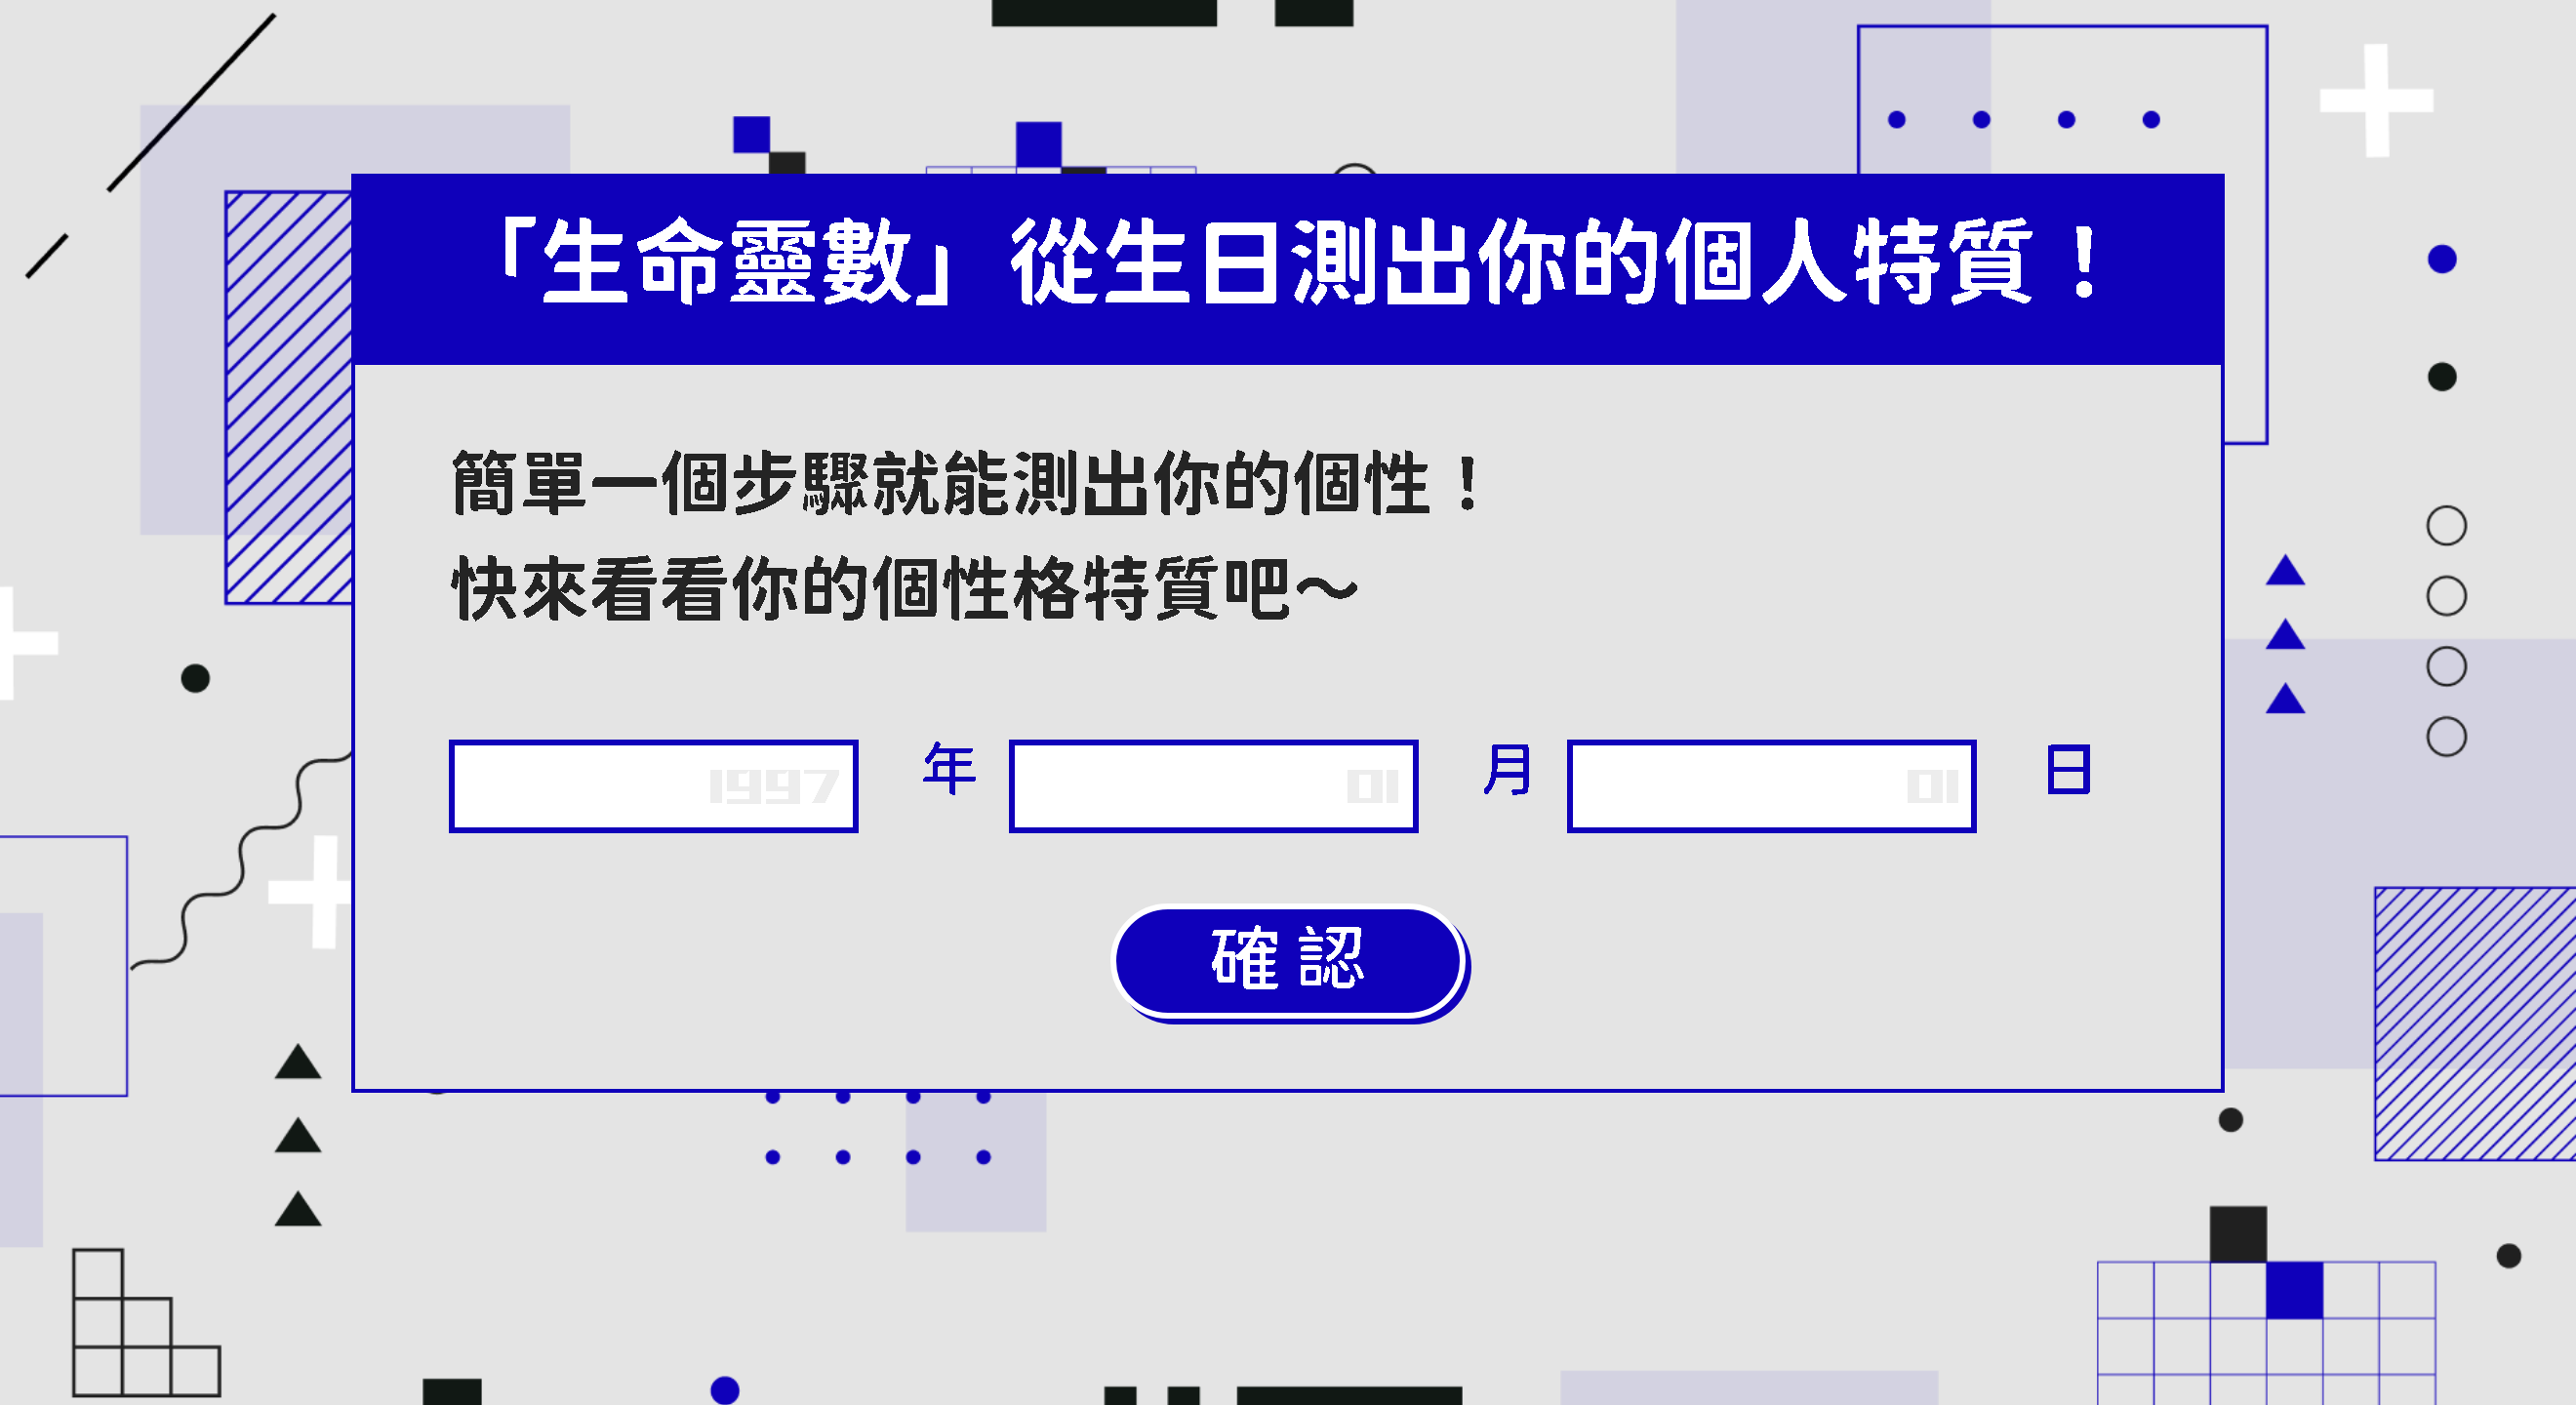 「生命靈數」從生日測出你的個人特質！
簡單一個步驟就能測出你的個性！
快來看看你的個性格特質吧～
1997 年 01 月 01 日
確認